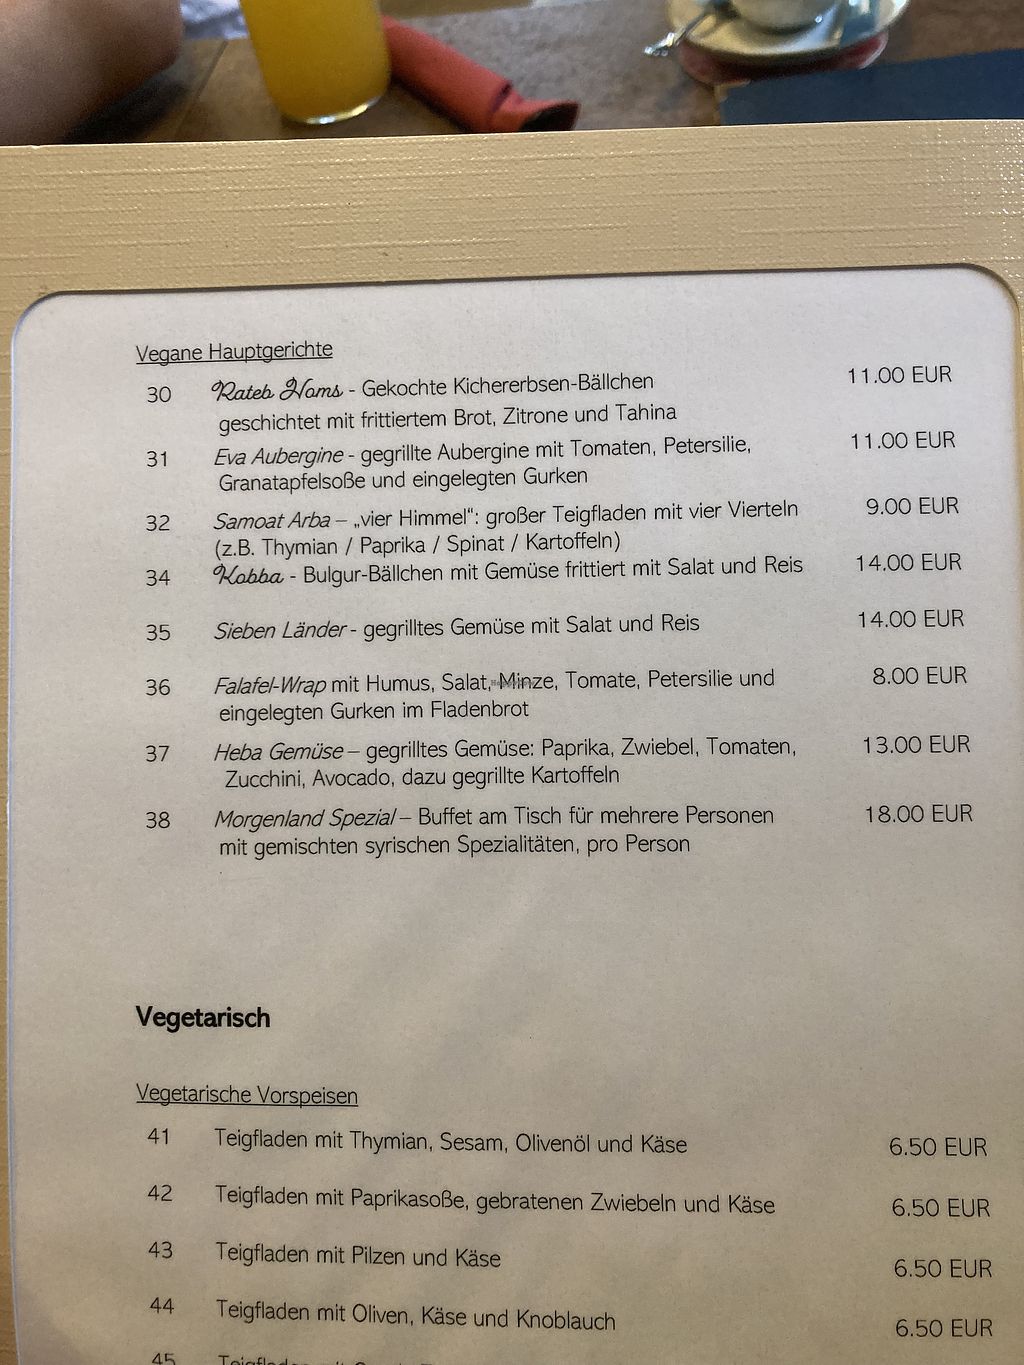 Vegane Hauptgerichte
30 Rateb Homs - Gekochte Kichererbsen-Bällchen 11.00 EUR
geschichtet mit frittiertem Brot, Zitrone und Tahina
31 Eva Aubergine - gegrillte Aubergine mit Tomaten, Petersilie, 11.00 EUR
Granatapfelsoße und eingelegten Gurken
32 Samoat Arba – „vier Himmel“: großer Teigfladen mit vier Vierteln 9.00 EUR
(z.B. Thymian / Paprika / Spinat / Kartoffeln)
34 Kobba - Bulgur-Bällchen mit Gemüse frittiert mit Salat und Reis 14.00 EUR
35 Sieben Länder - gegrilltes Gemüse mit Salat und Reis 14.00 EUR
36 Falafel-Wrap mit Humus, Salat, Minze, Tomate, Petersilie und 8.00 EUR
eingelegten Gurken im Fladenbrot
37 Heba Gemüse – gegrilltes Gemüse: Paprika, Zwiebel, Tomaten, 13.00 EUR
Zucchini, Avocado, dazu gegrillte Kartoffeln
38 Morgenland Spezial – Buffet am Tisch für mehrere Personen 18.00 EUR
mit gemischten syrischen Spezialitäten, pro Person
Vegetarisch
Vegetarische Vorspeisen
41 Teigfladen mit Thymian, Sesam, Olivenöl und Käse 6.50 EUR
42 Teigfladen mit Paprikasoße, gebratenen Zwiebeln und Käse 6.50 EUR
43 Teigfladen mit Pilzen und Käse 6.50 EUR
44 Teigfladen mit Oliven, Käse und Knoblauch 6.50 EUR
45